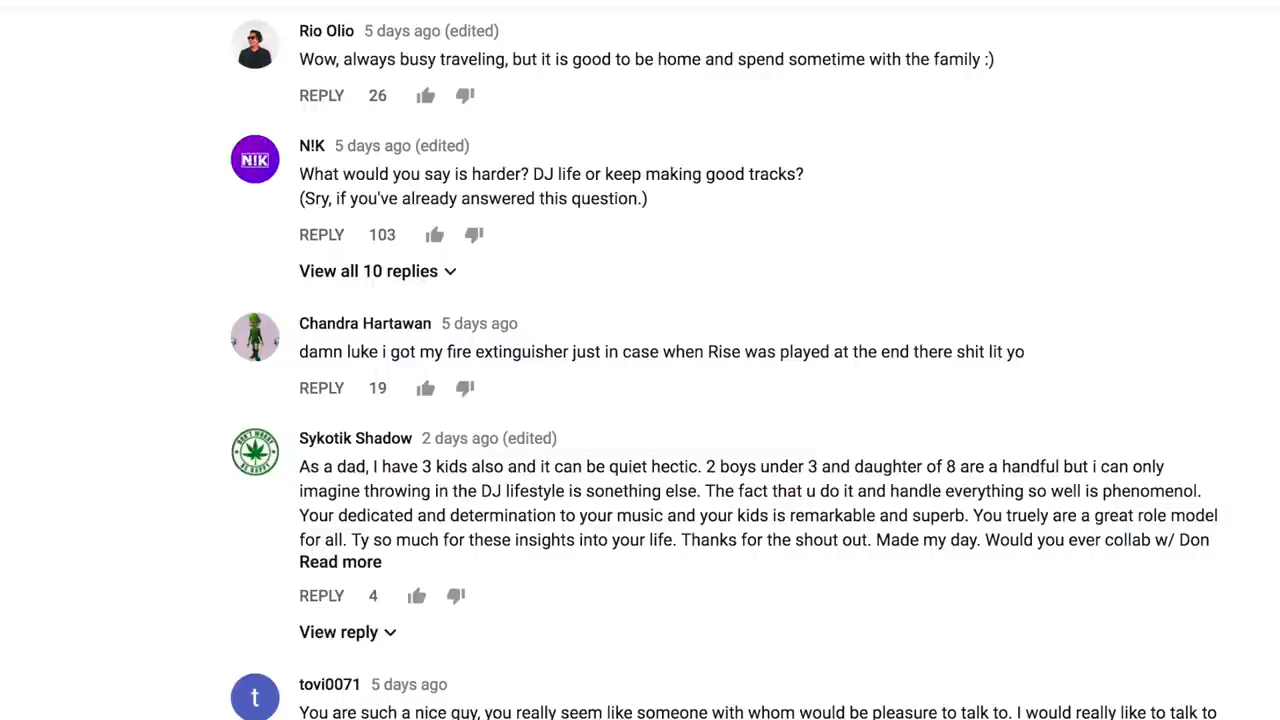 Rio Olio 5 days ago (edited)
Wow, always busy traveling, but it is good to be home and spend sometime with the family :)
REPLY 26
N!K
N!K 5 days ago (edited)
What would you say is harder? DJ life or keep making good tracks?
(Sry, if you've already answered this question.)
REPLY 103
View all 10 replies
Chandra Hartawan 5 days ago
damn luke i got my fire extinguisher just in case when Rise was played at the end there shit lit yo
REPLY 19
DON'T WORRY
BE HAPPY
Sykotik Shadow 2 days ago (edited)
As a dad, I have 3 kids also and it can be quiet hectic. 2 boys under 3 and daughter of 8 are a handful but i can only
imagine throwing in the DJ lifestyle is sonething else. The fact that u do it and handle everything so well is phenomenol.
Your dedicated and determination to your music and your kids is remarkable and superb. You truely are a great role model
for all. Ty so much for these insights into your life. Thanks for the shout out. Made my day. Would you ever collab w/ Don
Read more
REPLY 4
View reply
t
tovi0071 5 days ago
You are such a nice guy, you really seem like someone with whom would be pleasure to talk to. I would really like to talk to